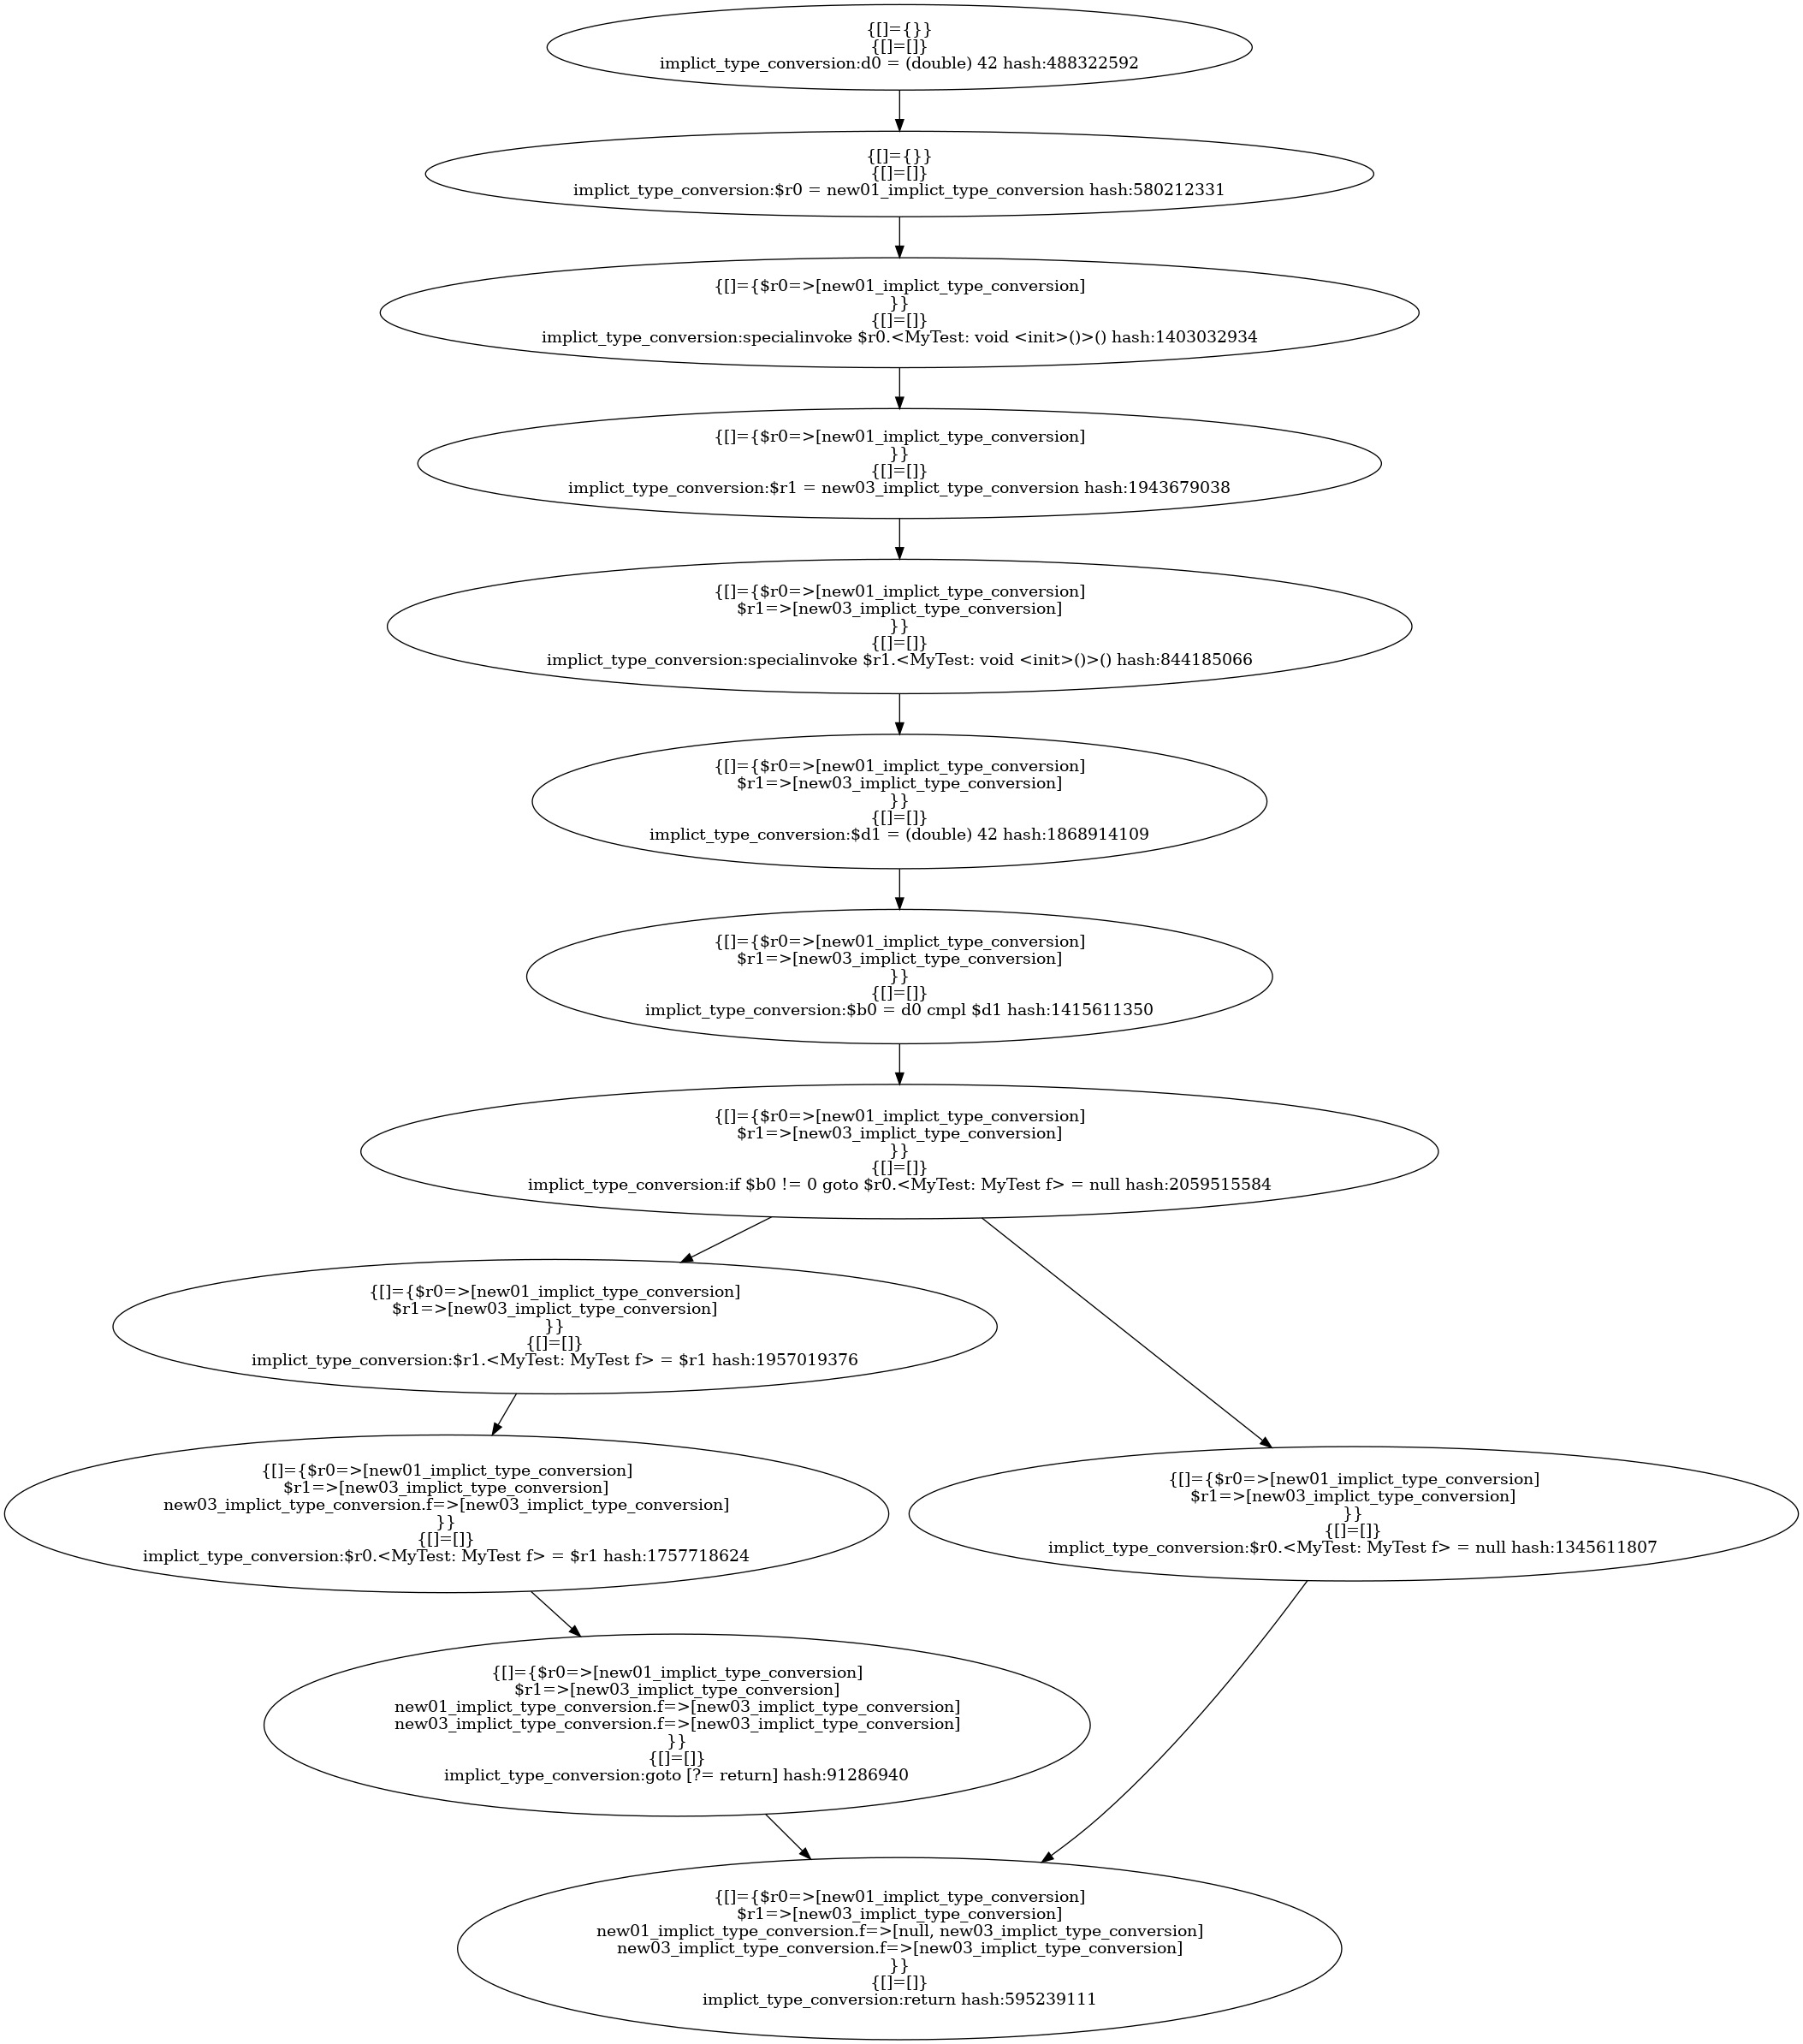 {[]={}}
{[]=[]}
implict_type_conversion:d0 = (double) 42 hash:488322592
{[]={}}
{[]=[]}
implict_type_conversion:$r0 = new01_implict_type_conversion hash:580212331
{[]={$r0=>[new01_implict_type_conversion]
}}
{[]=[]}
implict_type_conversion:specialinvoke $r0.<MyTest: void <init>()>() hash:1403032934
{[]={$r0=>[new01_implict_type_conversion]
}}
{[]=[]}
implict_type_conversion:$r1 = new03_implict_type_conversion hash:1943679038
{[]={$r0=>[new01_implict_type_conversion]
$r1=>[new03_implict_type_conversion]
}}
{[]=[]}
implict_type_conversion:specialinvoke $r1.<MyTest: void <init>()>() hash:844185066
{[]={$r0=>[new01_implict_type_conversion]
$r1=>[new03_implict_type_conversion]
}}
{[]=[]}
implict_type_conversion:$d1 = (double) 42 hash:1868914109
{[]={$r0=>[new01_implict_type_conversion]
$r1=>[new03_implict_type_conversion]
}}
{[]=[]}
implict_type_conversion:$b0 = d0 cmpl $d1 hash:1415611350
{[]={$r0=>[new01_implict_type_conversion]
$r1=>[new03_implict_type_conversion]
}}
{[]=[]}
implict_type_conversion:if $b0 != 0 goto $r0.<MyTest: MyTest f> = null hash:2059515584
{[]={$r0=>[new01_implict_type_conversion]
$r1=>[new03_implict_type_conversion]
}}
{[]=[]}
implict_type_conversion:$r1.<MyTest: MyTest f> = $r1 hash:1957019376
{[]={$r0=>[new01_implict_type_conversion]
$r1=>[new03_implict_type_conversion]
new03_implict_type_conversion.f=>[new03_implict_type_conversion]
}}
{[]=[]}
implict_type_conversion:$r0.<MyTest: MyTest f> = $r1 hash:1757718624
{[]={$r0=>[new01_implict_type_conversion]
$r1=>[new03_implict_type_conversion]
}}
{[]=[]}
implict_type_conversion:$r0.<MyTest: MyTest f> = null hash:1345611807
{[]={$r0=>[new01_implict_type_conversion]
$r1=>[new03_implict_type_conversion]
new01_implict_type_conversion.f=>[new03_implict_type_conversion]
new03_implict_type_conversion.f=>[new03_implict_type_conversion]
}}
{[]=[]}
implict_type_conversion:goto [?= return] hash:91286940
{[]={$r0=>[new01_implict_type_conversion]
$r1=>[new03_implict_type_conversion]
new01_implict_type_conversion.f=>[null, new03_implict_type_conversion]
new03_implict_type_conversion.f=>[new03_implict_type_conversion]
}}
{[]=[]}
implict_type_conversion:return hash:595239111